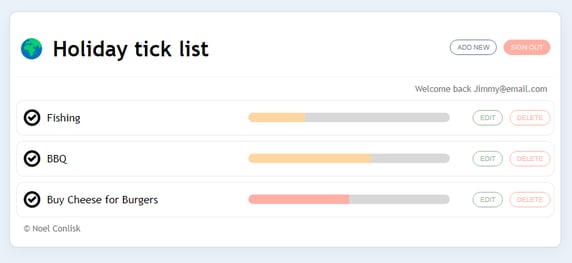 Holiday tick list
ADD NEW
SIGN OUT
Welcome back Jimmy@email.com
Fishing
EDIT
DELETE
BBQ
EDIT
DELETE
Buy Cheese for Burgers
EDIT
DELETE
© Noel Conlisk